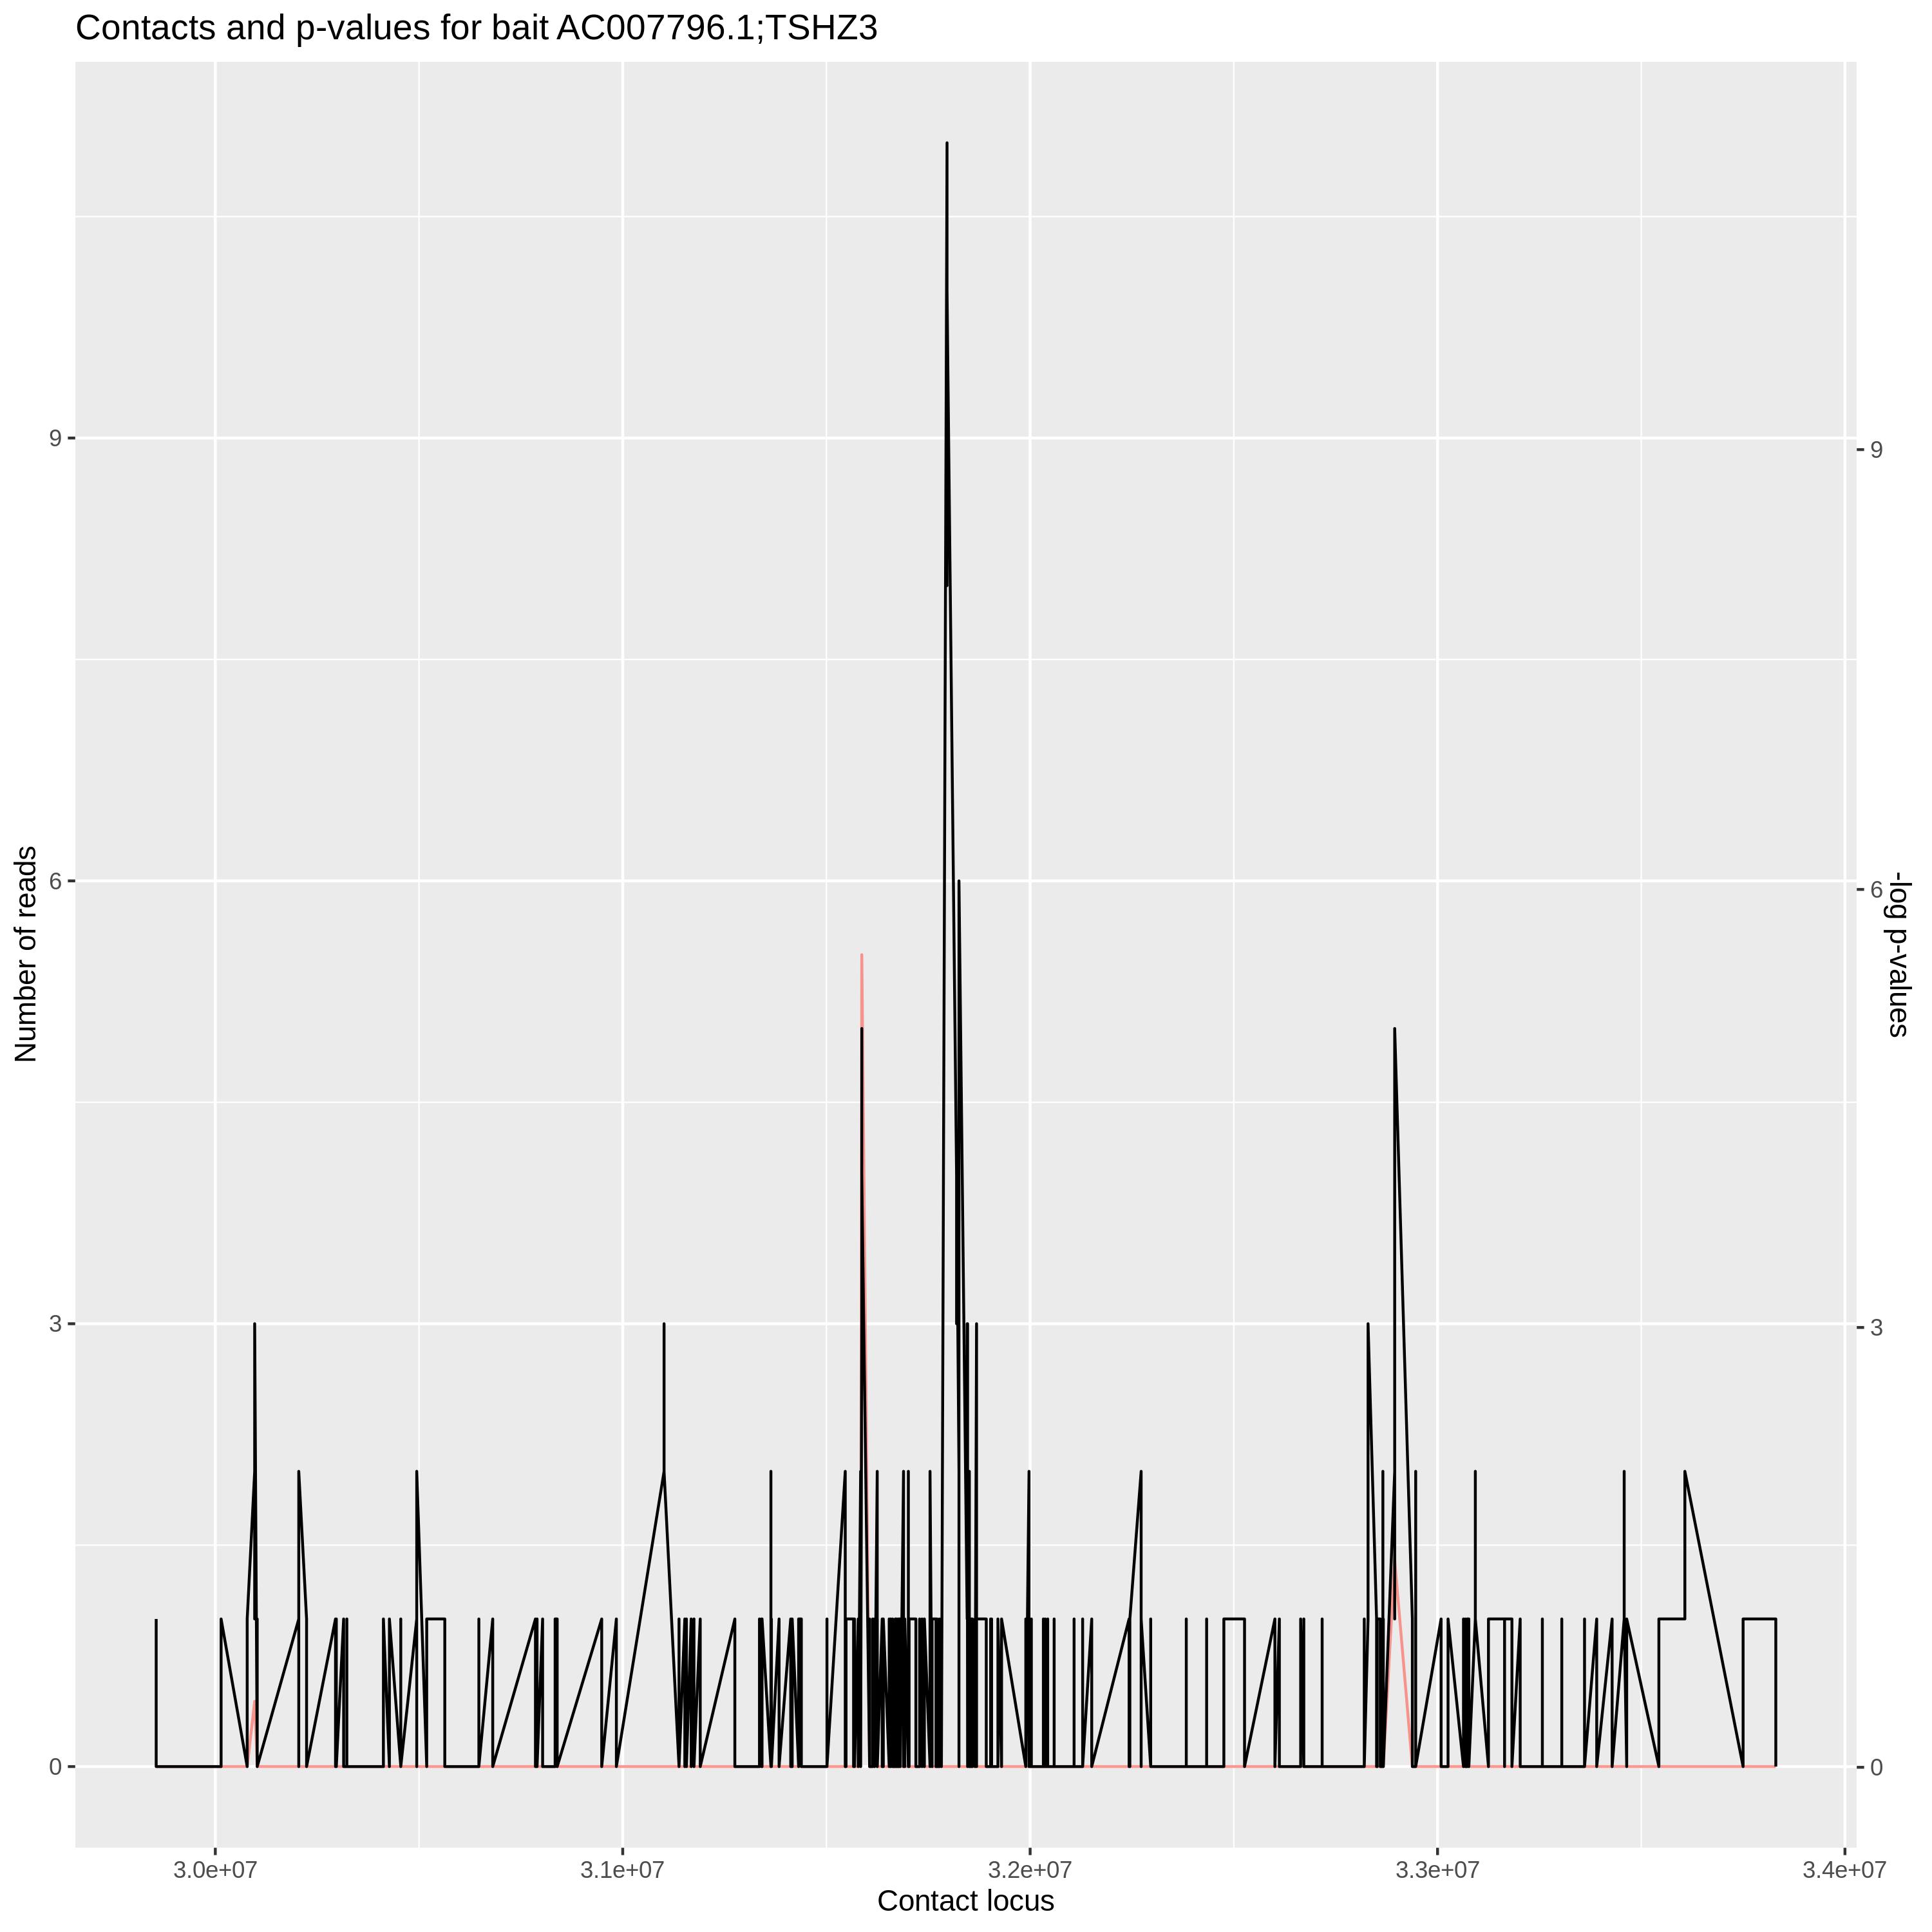 Contacts and p-values for bait AC007796.1;TSHZ3
Number of reads
9
6
3
0
9
6
3
0
-log p-values
3.0e+07 3.1e+07 3.2e+07 3.3e+07 3.4e+07
Contact locus